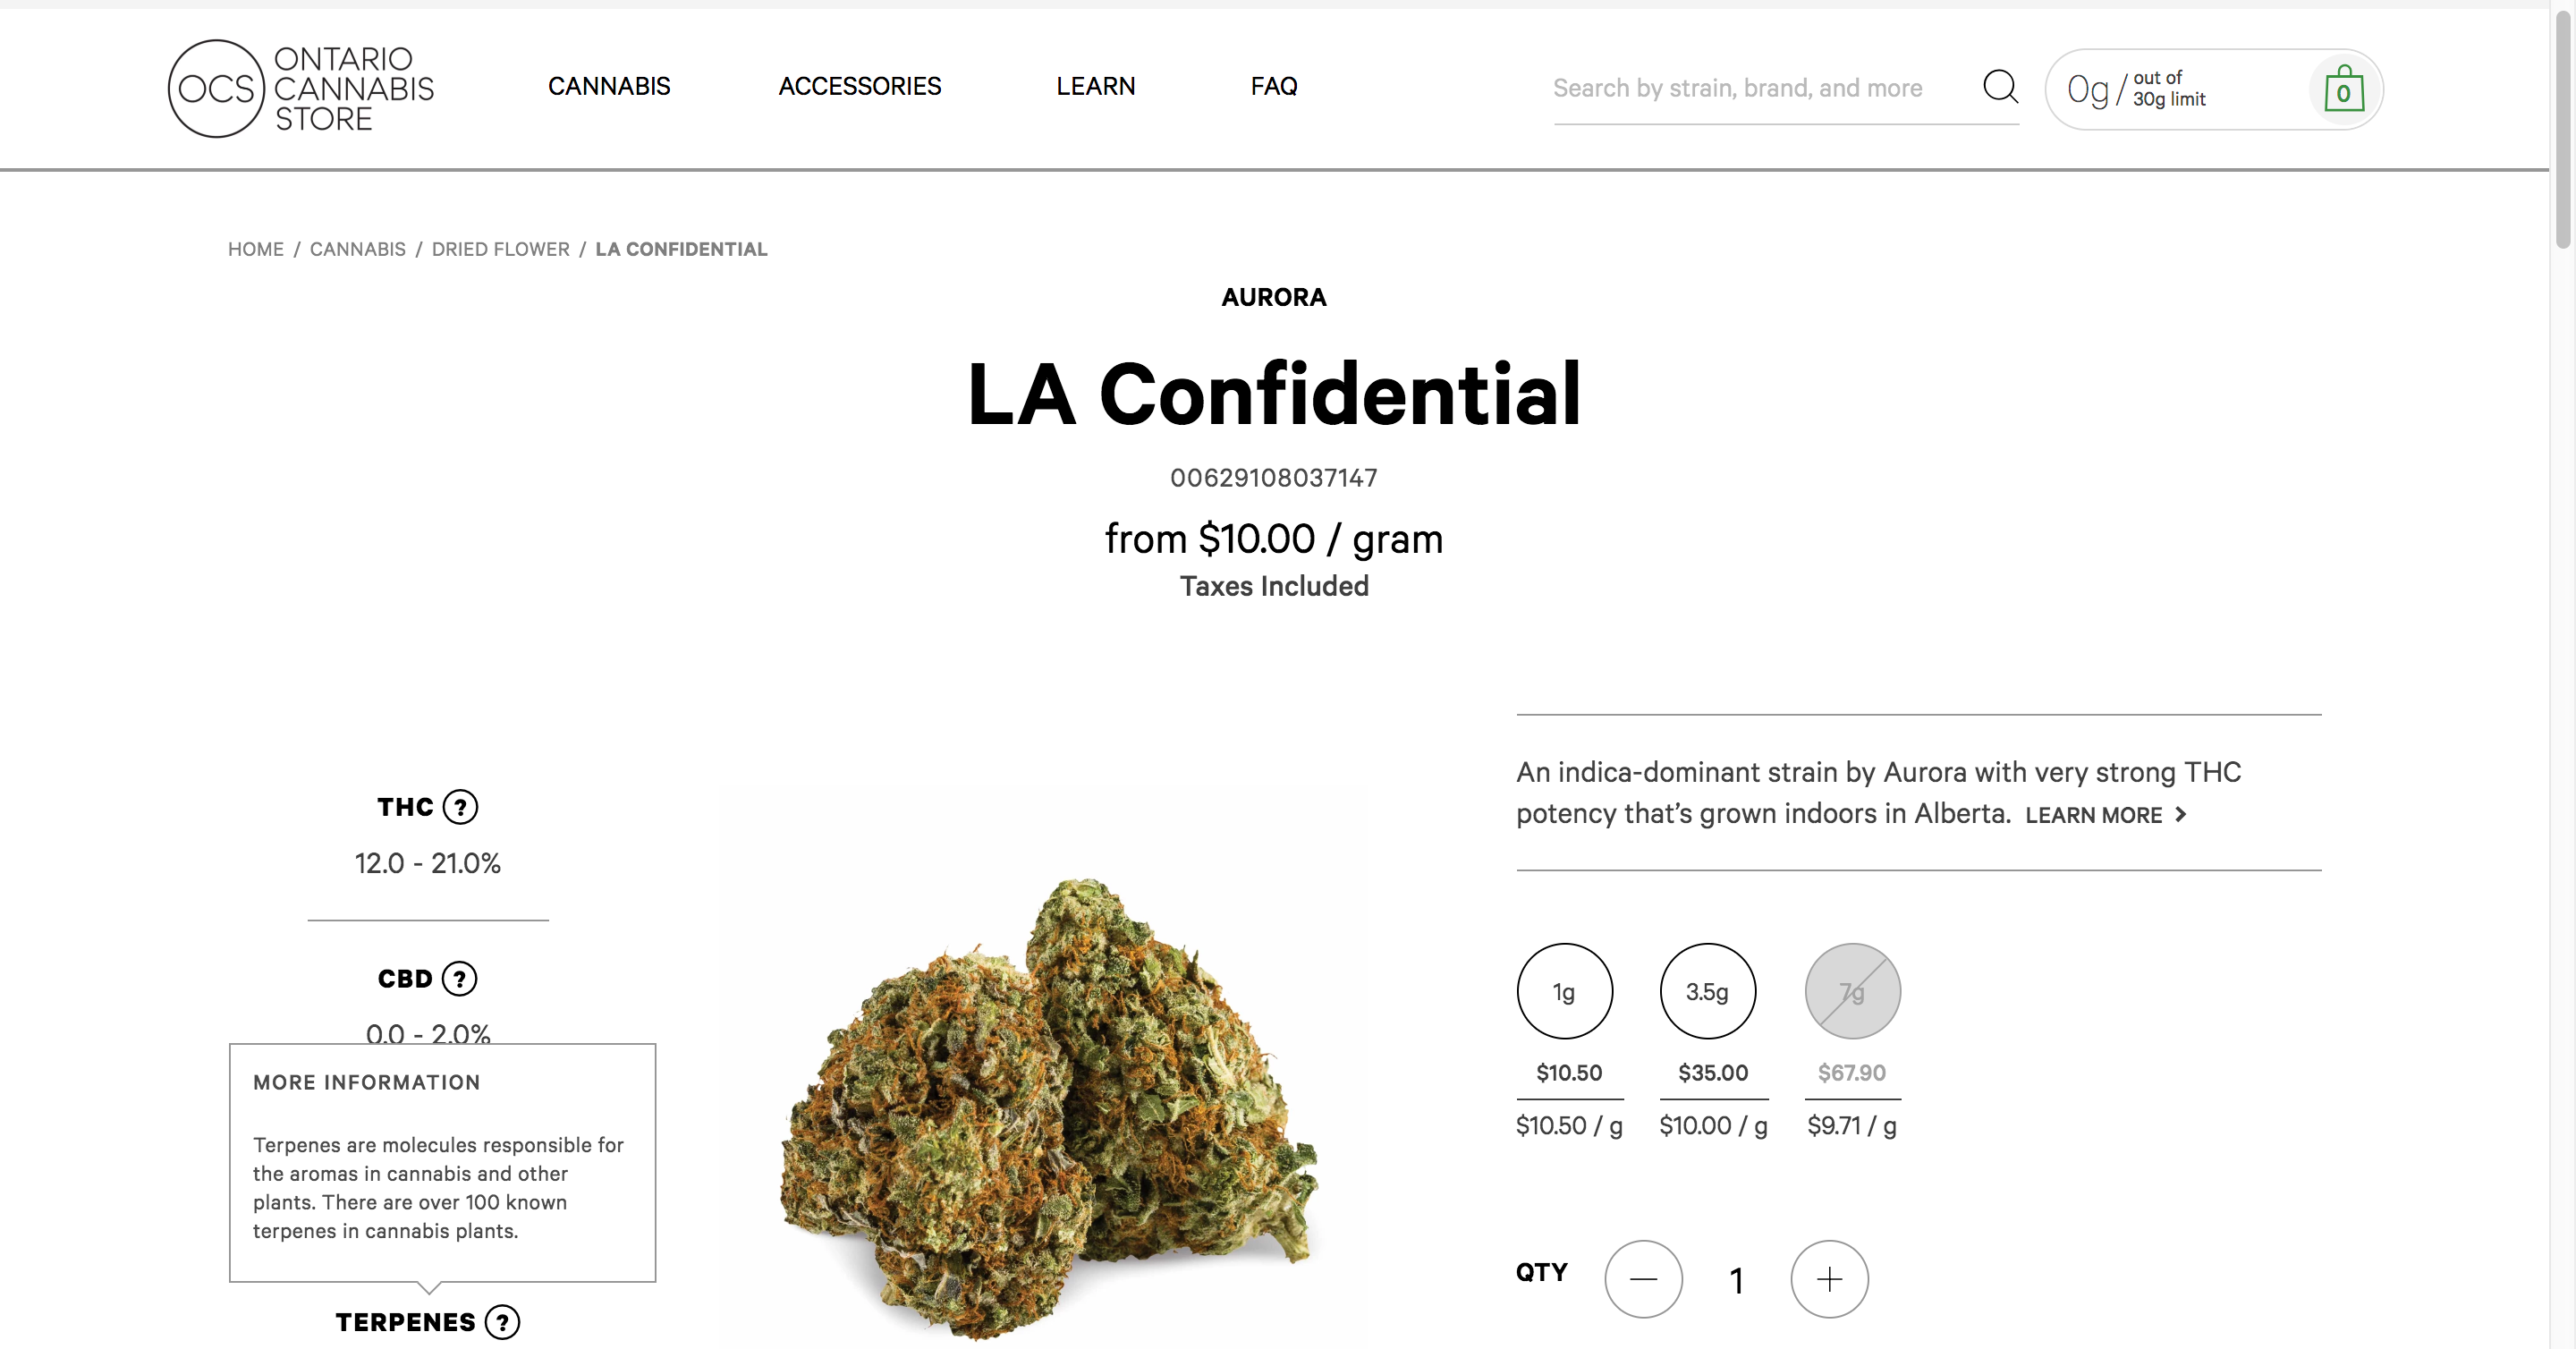 OCS
ONTARIO
CANNABIS
STORE
CANNABIS
ACCESSORIES
LEARN
FAQ
Search by strain, brand, and more
0g / out of
30g limit
0
HOME / CANNABIS / DRIED FLOWER / LA CONFIDENTIAL
AURORA
LA Confidential
00629108037147
from $10.00 / gram
Taxes Included
THC ?
12.0 - 21.0%
CBD ?
0.0 - 2.0%
MORE INFORMATION
Terpenes are molecules responsible for
the aromas in cannabis and other
plants. There are over 100 known
terpenes in cannabis plants.
TERPENES ?
An indica-dominant strain by Aurora with very strong THC
potency that’s grown indoors in Alberta. LEARN MORE >
1g 3.5g 7g
$10.50 $35.00 $67.90
$10.50 / g $10.00 / g $9.71 / g
QTY — 1 +